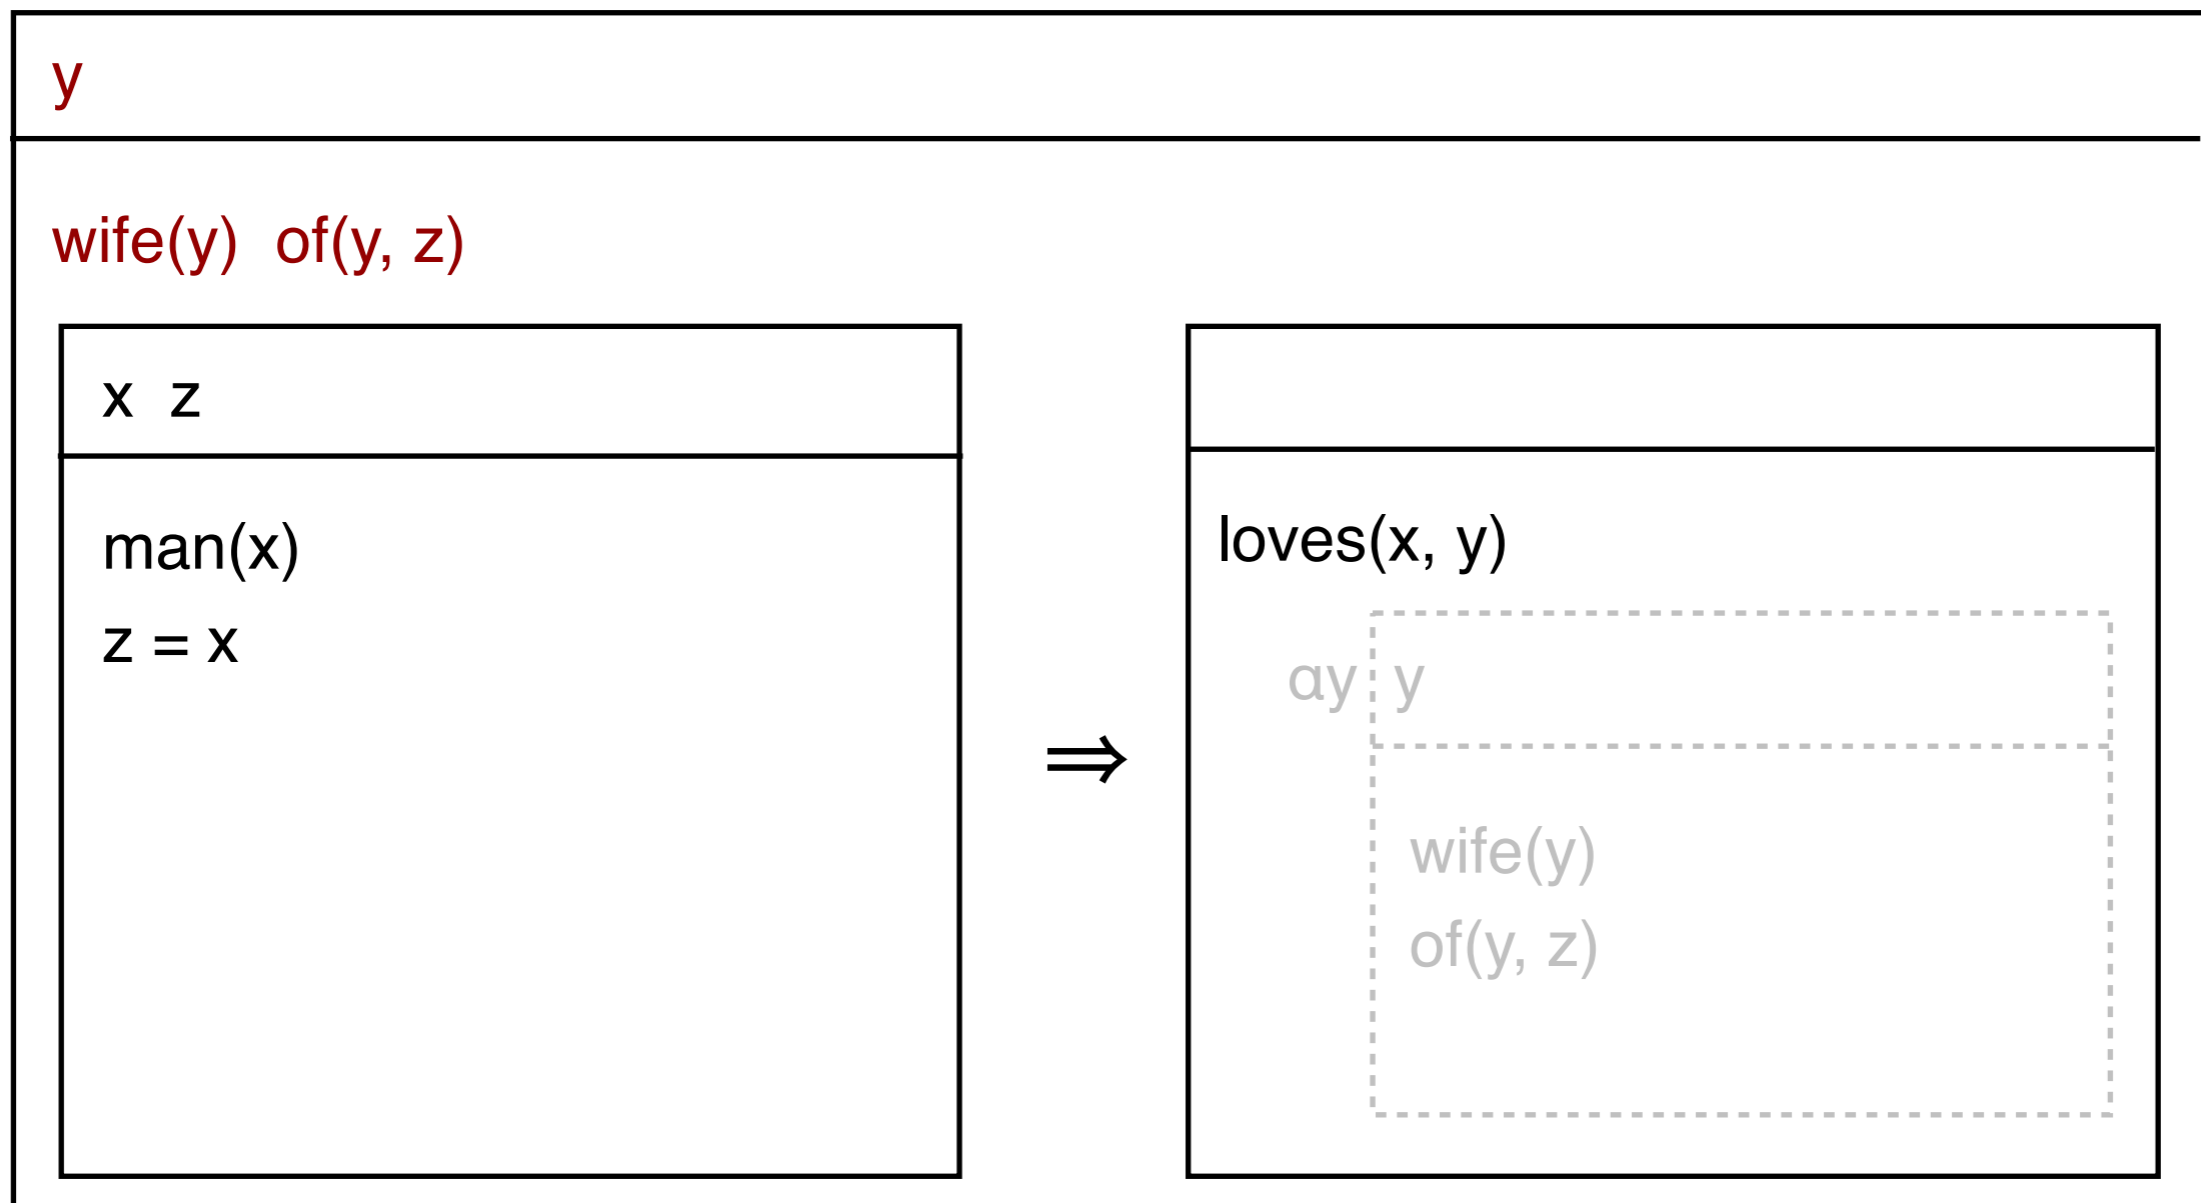 y
wife(y) of(y, z)
x z
man(x)
z = x
⇒
loves(x, y)
αy y
wife(y)
of(y, z)